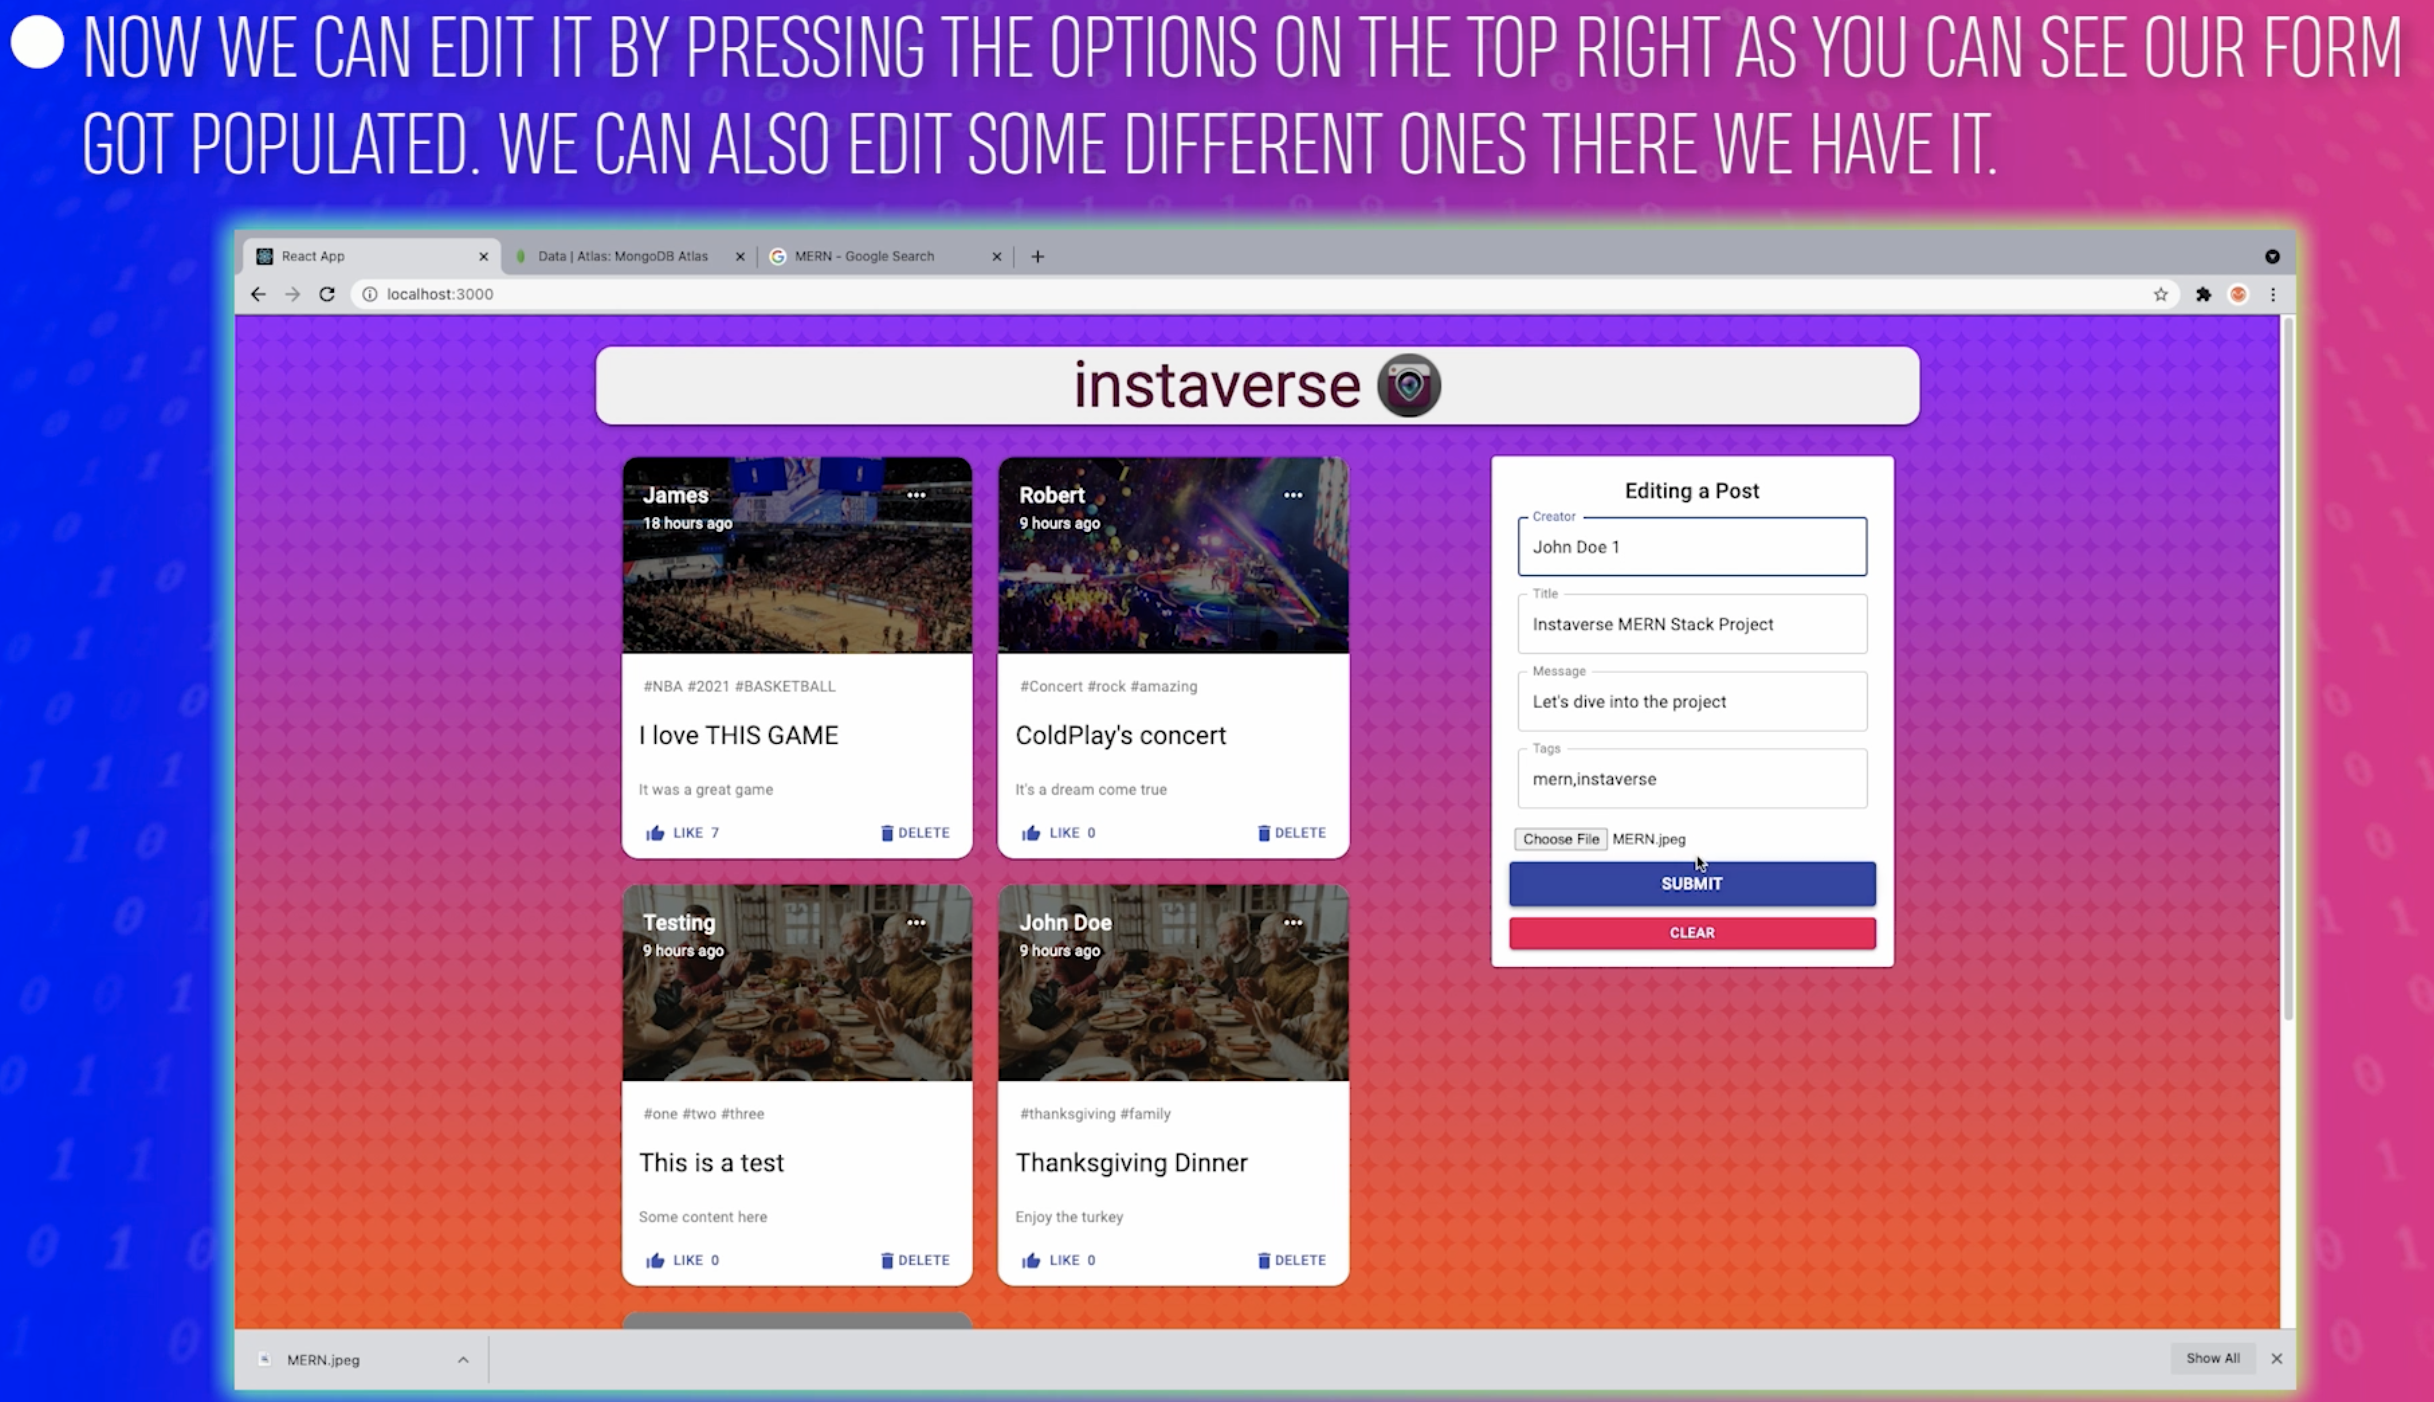 NOW WE CAN EDIT IT BY PRESSING THE OPTIONS ON THE TOP RIGHT AS YOU CAN SEE OUR FORM
GOT POPULATED. WE CAN ALSO EDIT SOME DIFFERENT ONES THERE WE HAVE IT.
React App
Data | Atlas: MongoDB Atlas
MERN - Google Search
localhost:3000
instaverse
James
18 hours ago
#NBA #2021 #BASKETBALL
I love THIS GAME
It was a great game
LIKE 7
DELETE
Robert
9 hours ago
#Concert #rock #amazing
ColdPlay's concert
It's a dream come true
LIKE 0
DELETE
Testing
9 hours ago
#one #two #three
This is a test
Some content here
LIKE 0
DELETE
John Doe
9 hours ago
#thanksgiving #family
Thanksgiving Dinner
Enjoy the turkey
LIKE 0
DELETE
Editing a Post
Creator
John Doe 1
Title
Instaverse MERN Stack Project
Message
Let's dive into the project
Tags
mern,instaverse
Choose File MERN.jpeg
SUBMIT
CLEAR
MERN.jpeg
Show All